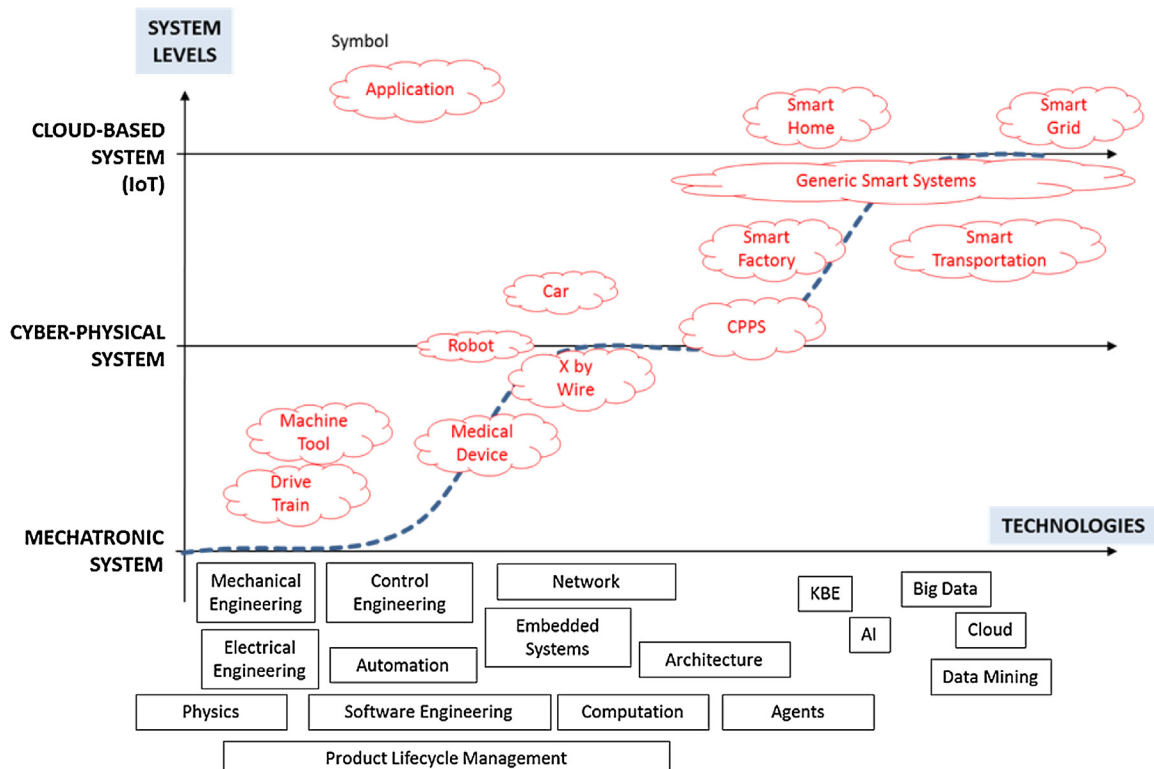 SYSTEM
LEVELS
Symbol
Application
CLOUD-BASED
SYSTEM
(IoT)
Smart
Home
Smart
Grid
Generic Smart Systems
Smart
Factory
Smart
Transportation
Car
CYBER-PHYSICAL
SYSTEM
Robot
CPPS
X by
Wire
Machine
Tool
Medical
Device
Drive
Train
MECHATRONIC
SYSTEM
TECHNOLOGIES
Mechanical
Engineering
Control
Engineering
Network
KBE
Big Data
Electrical
Engineering
Automation
Embedded
Systems
Architecture
AI
Cloud
Data Mining
Physics
Software Engineering
Computation
Agents
Product Lifecycle Management